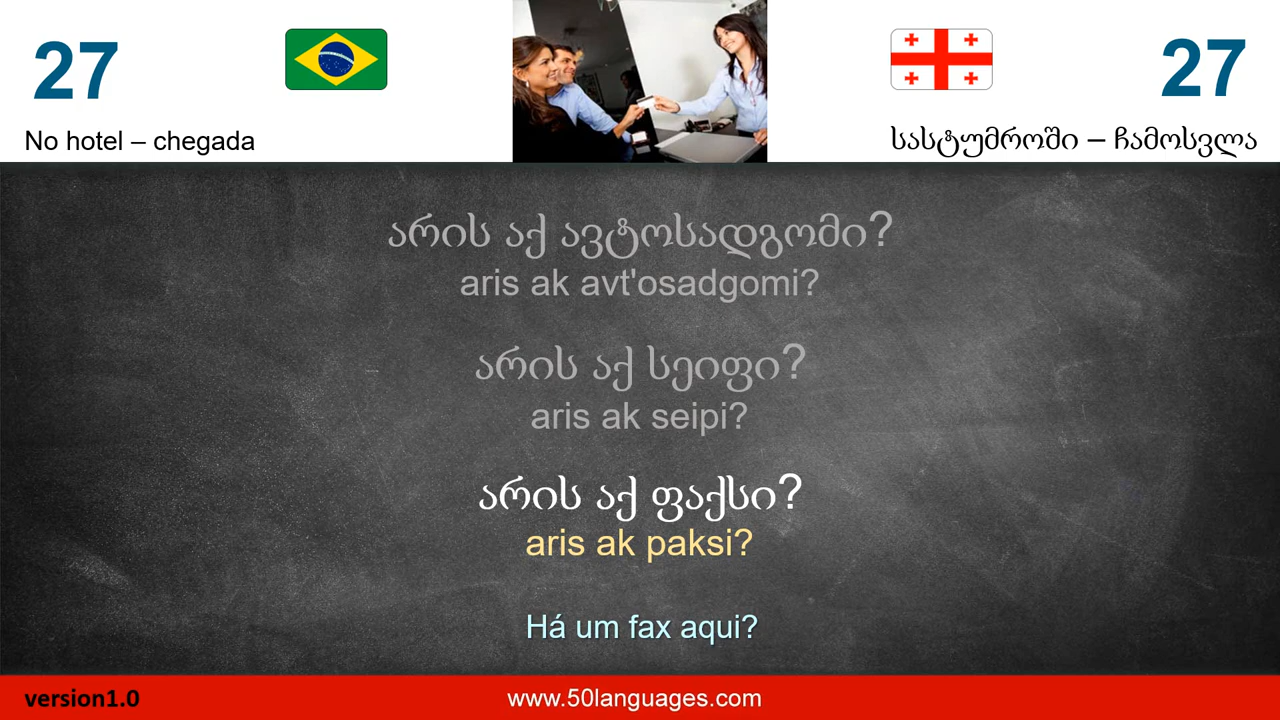 27
27
No hotel – chegada
სასტუმროში – ჩამოსვლა
არის აქ ავტოსადგომი?
aris ak avt'osadgomi?
არის აქ სეიფი?
aris ak seipi?
არის აქ ფაქსი?
aris ak paksi?
Há um fax aqui?
version1.0
www.50languages.com